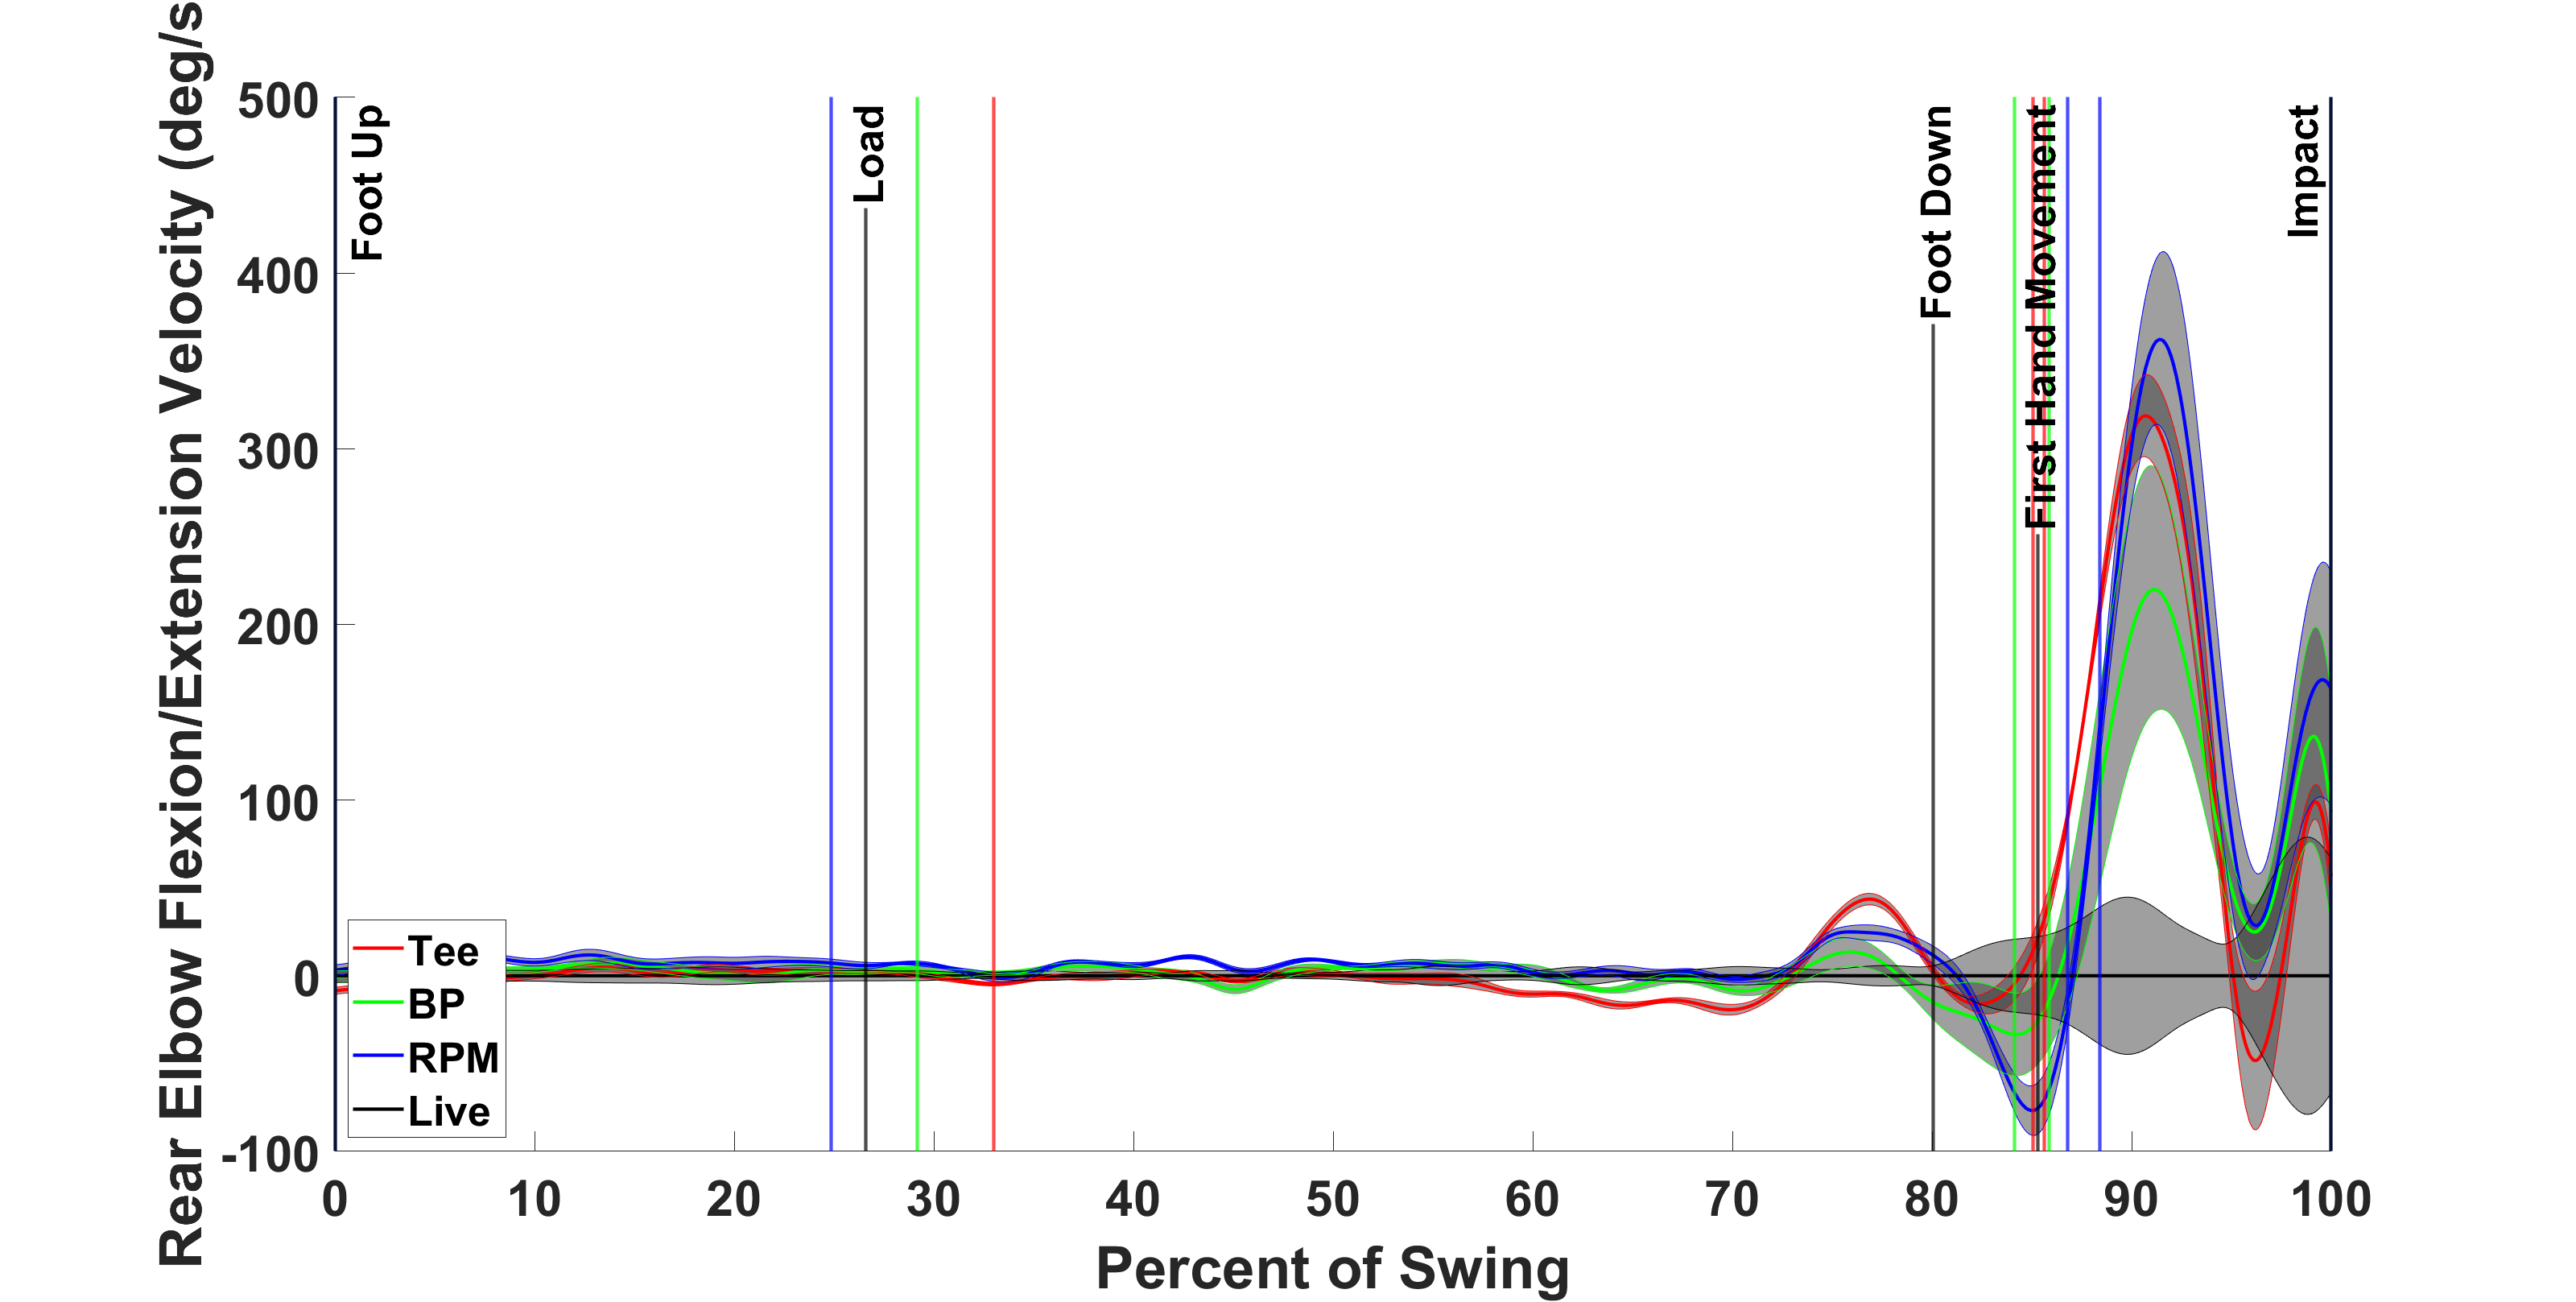 Rear Elbow Flexion/Extension Velocity (deg/s
500
400
300
200
100
0
-100
Foot Up
Load
Foot Down
First Hand Movement
Impact
Tee
BP
RPM
Live
0 10 20 30 40 50 60 70 80 90 100
Percent of Swing